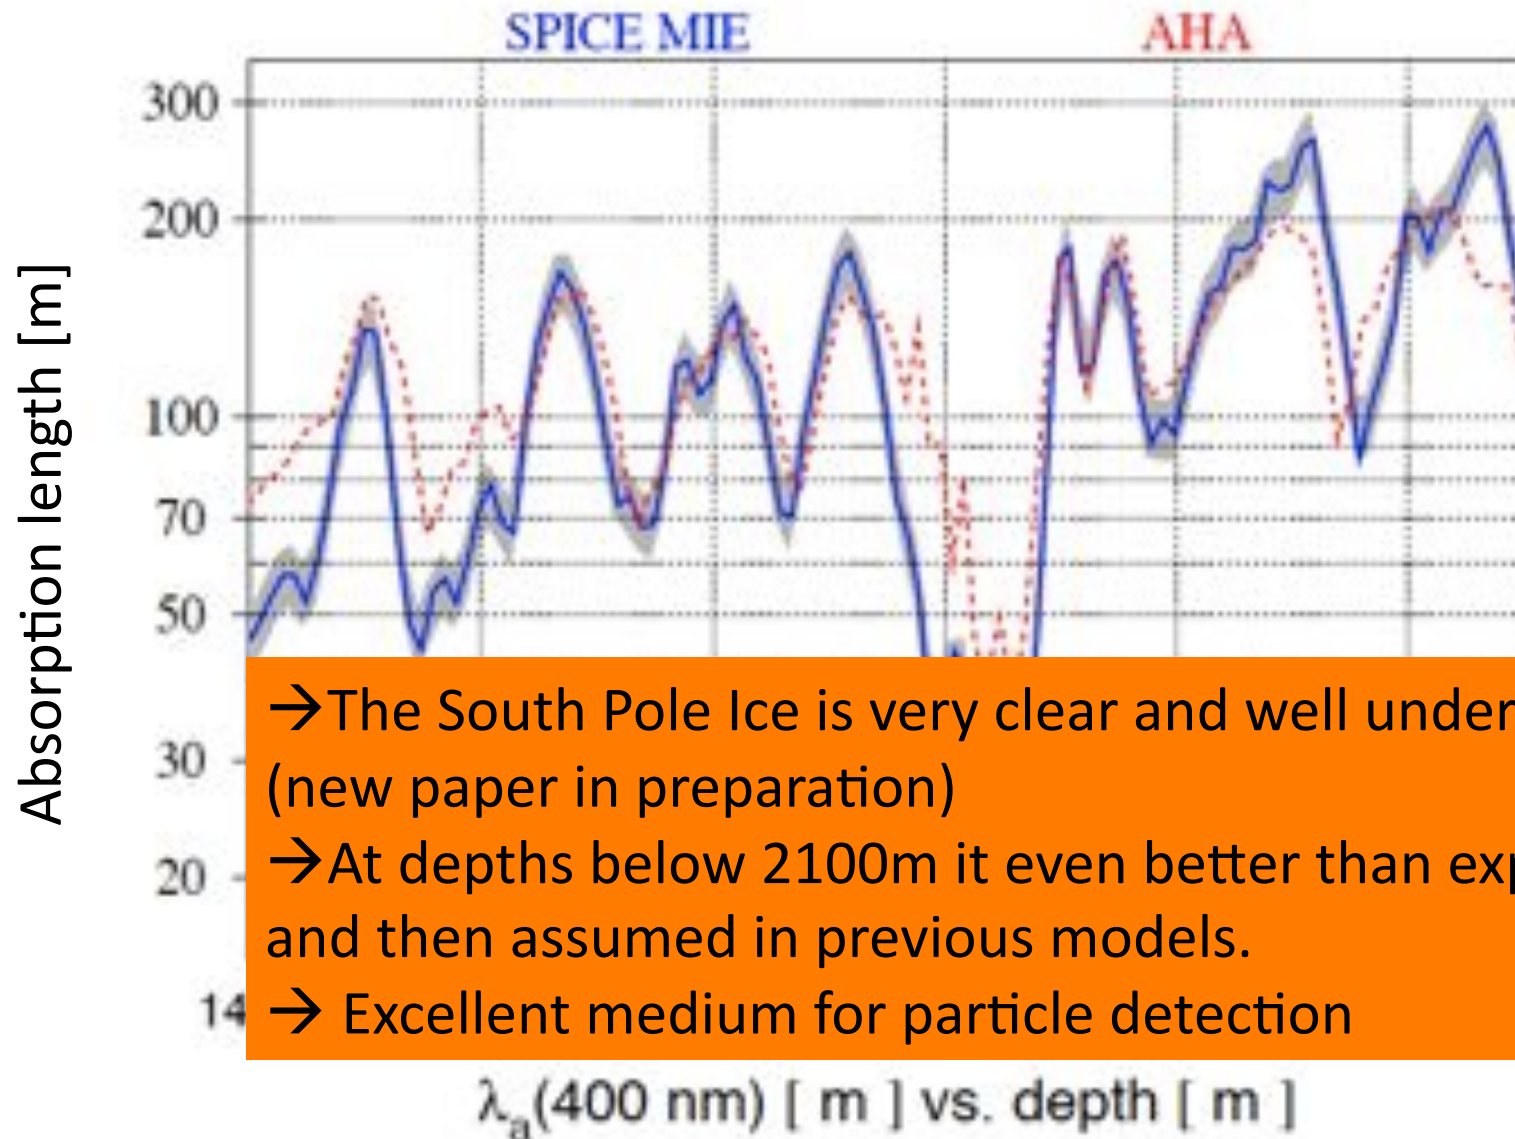 SPICE MIE AHA
300
200
100
70
50
30
20
14
Absorption length [m]
→The South Pole Ice is very clear and well under
(new paper in preparation)
→At depths below 2100m it even better than exp
and then assumed in previous models.
→ Excellent medium for particle detection
λa(400 nm) [ m ] vs. depth [ m ]